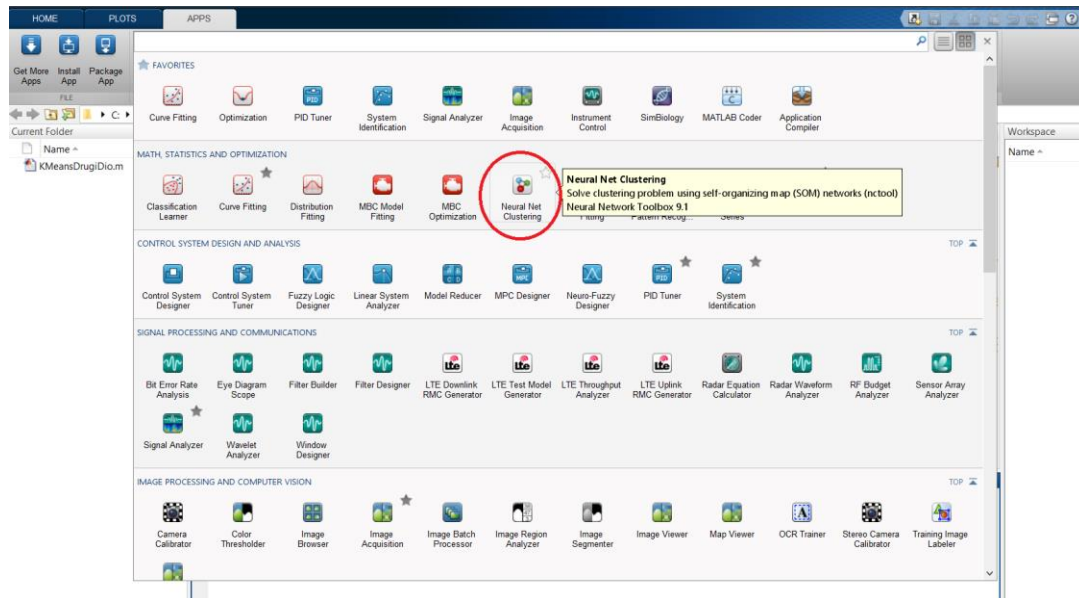 HOME PLOTS APPS
Get More Apps
Install App
Package App
FILE
C:
Current Folder
Name
KMeansDrugiDio.m
Workspace
Name
FAVORITES
Curve Fitting
Optimization
PID Tuner
System Identification
Signal Analyzer
Image Acquisition
Instrument Control
SimBiology
MATLAB Coder
Application Compiler
MATH, STATISTICS AND OPTIMIZATION
Classification Learner
Curve Fitting
Distribution Fitting
MBC Model Fitting
MBC Optimization
Neural Net Clustering
Neural Net Clustering
Solve clustering problem using self-organizing map (SOM) networks (nctool)
Neural Network Toolbox 9.1
Fitting
Pattern Recog...
Series
CONTROL SYSTEM DESIGN AND ANALYSIS
TOP
Control System Designer
Control System Tuner
Fuzzy Logic Designer
Linear System Analyzer
Model Reducer
MPC Designer
Neuro-Fuzzy Designer
PID Tuner
System Identification
SIGNAL PROCESSING AND COMMUNICATIONS
TOP
Bit Error Rate Analysis
Eye Diagram Scope
Filter Builder
Filter Designer
LTE Downlink RMC Generator
LTE Test Model Generator
LTE Throughput Analyzer
LTE Uplink RMC Generator
Radar Equation Calculator
Radar Waveform Analyzer
RF Budget Analyzer
Sensor Array Analyzer
Signal Analyzer
Wavelet Analyzer
Window Designer
IMAGE PROCESSING AND COMPUTER VISION
TOP
Camera Calibrator
Color Thresholder
Image Browser
Image Acquisition
Image Batch Processor
Image Region Analyzer
Image Segmenter
Image Viewer
Map Viewer
OCR Trainer
Stereo Camera Calibrator
Training Image Labeler